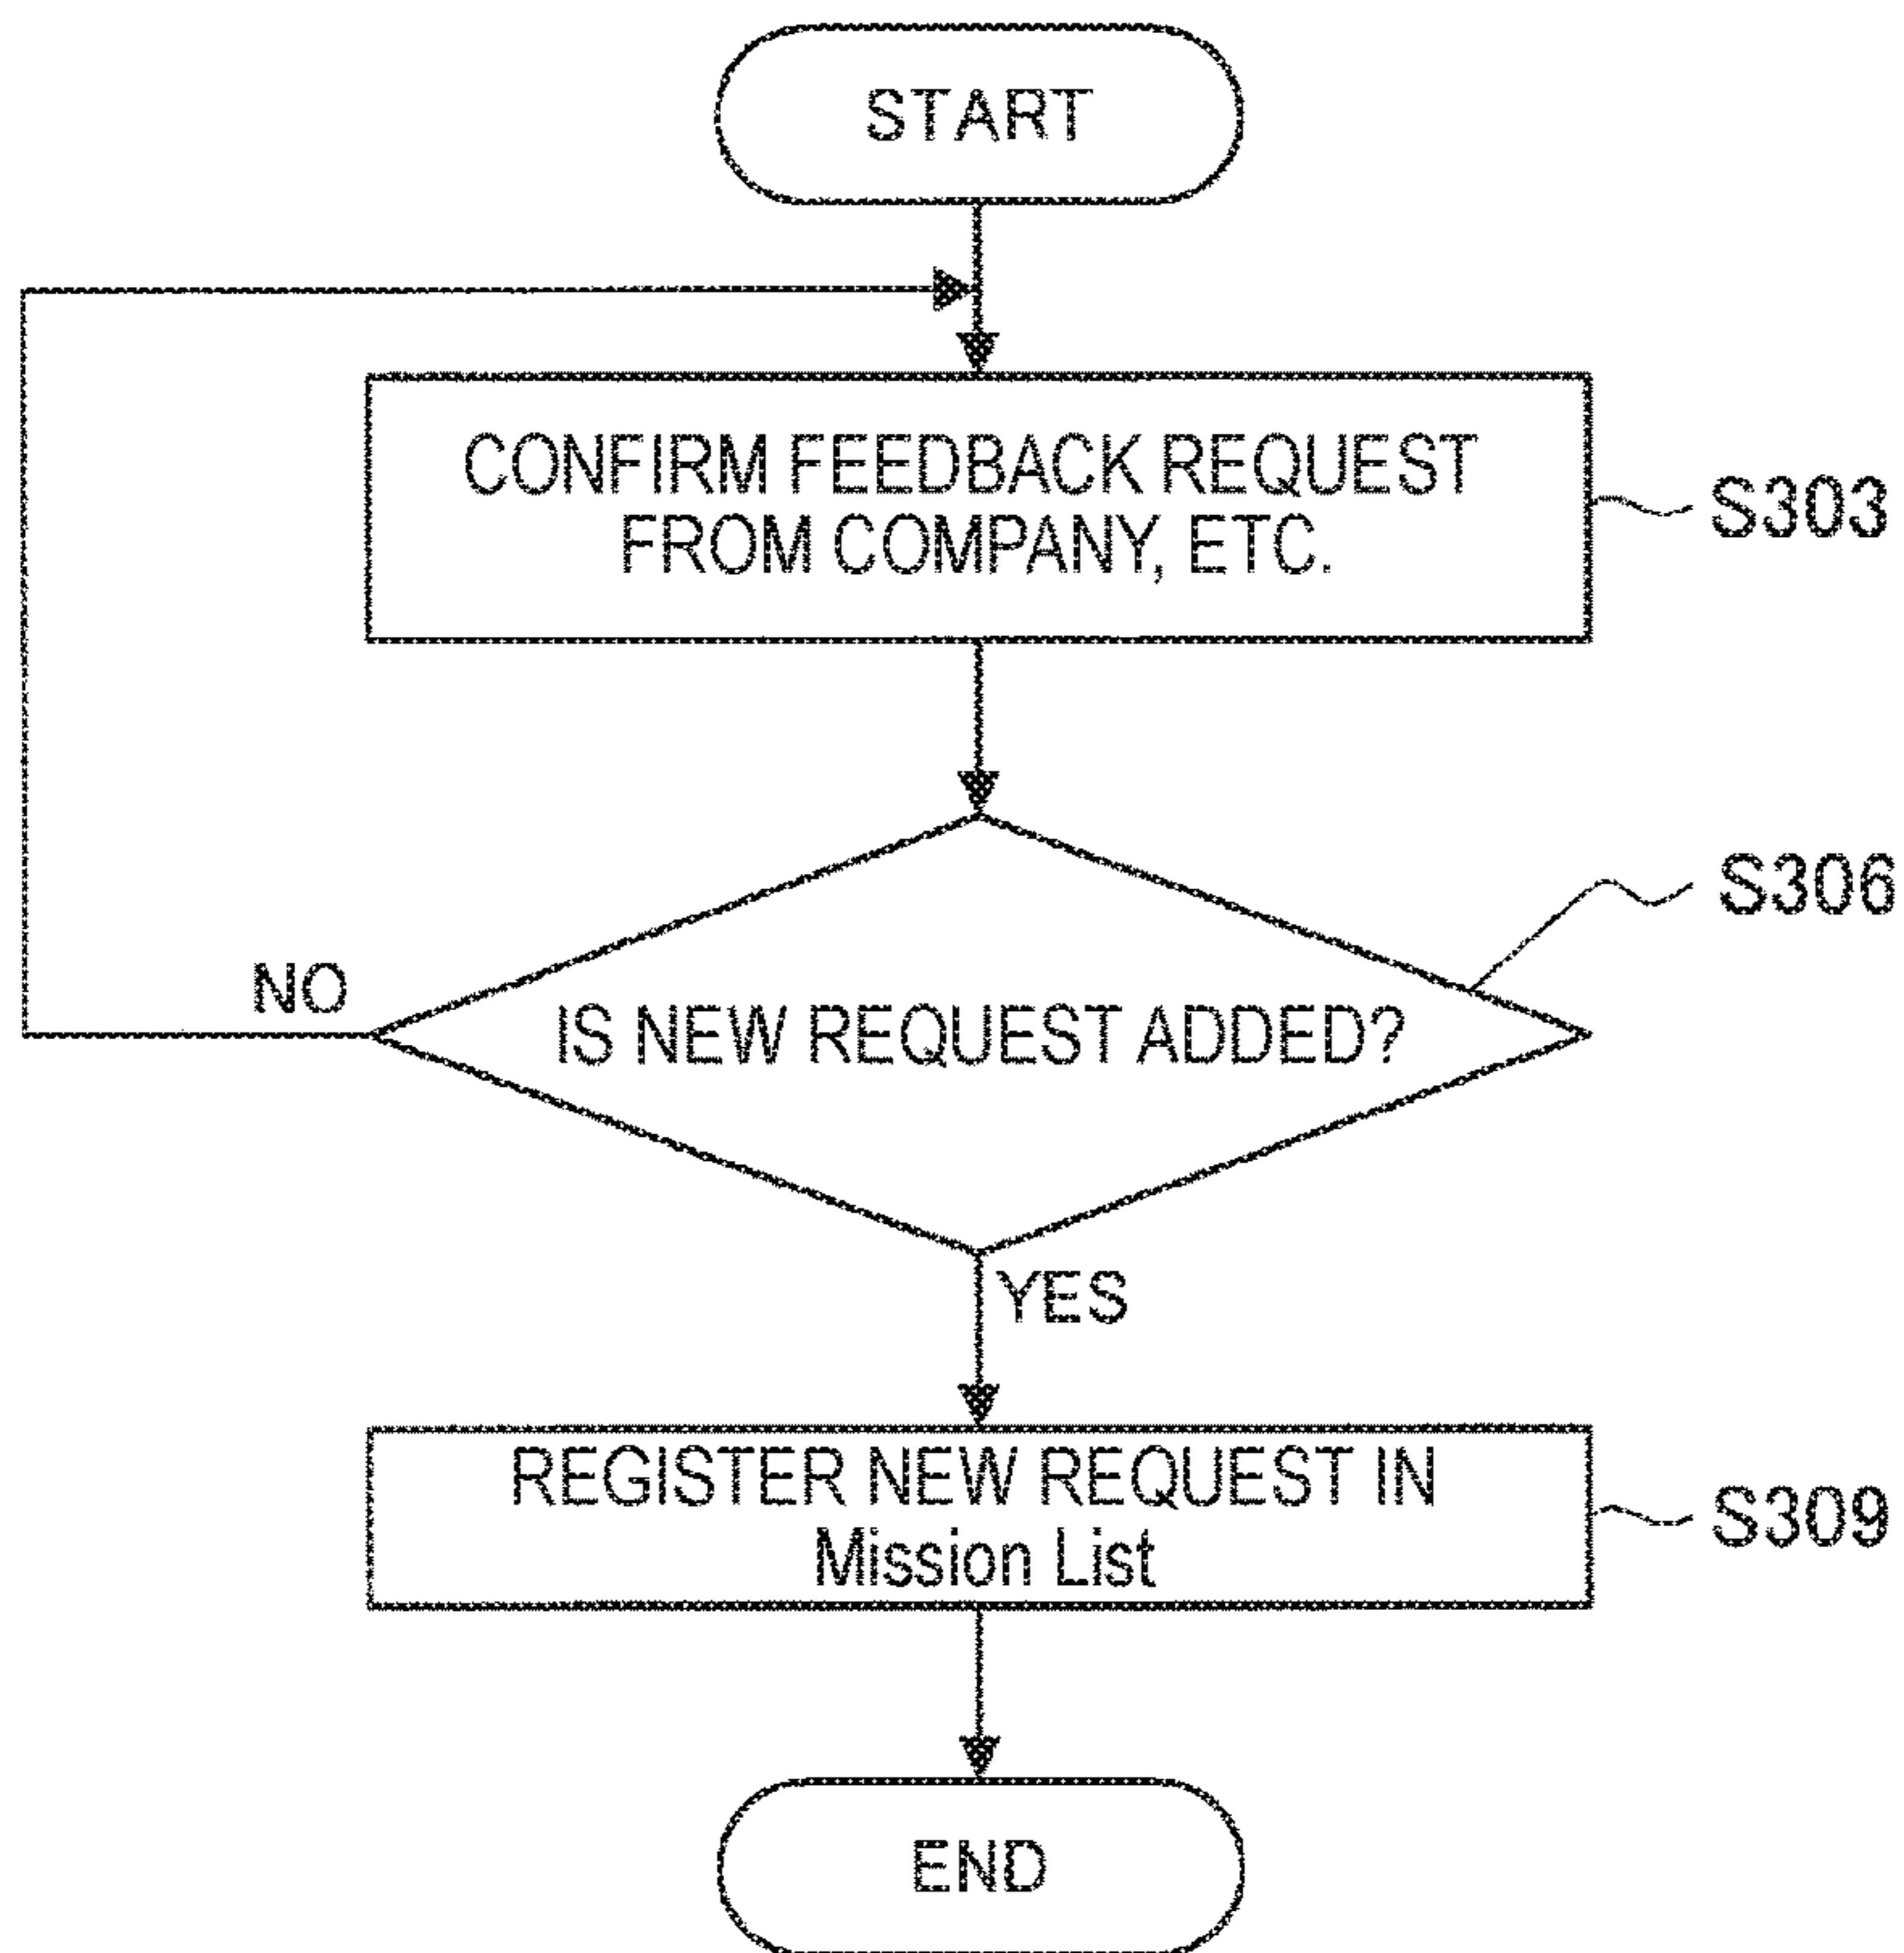 START
CONFIRM FEEDBACK REQUEST
FROM COMPANY, ETC.
S303
S306
NO
IS NEW REQUEST ADDED?
YES
REGISTER NEW REQUEST IN
Mission List
S309
END